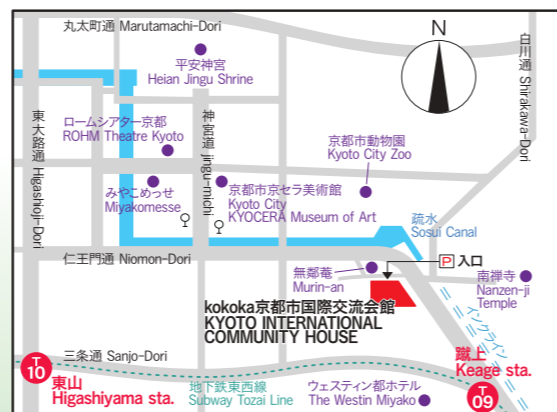 丸太町通 Marutamachi-Dori
N
白川通 Shirakawa-Dori
平安神宮
Heian Jingu Shrine
東大路通 Higashioji-Dori
ロームシアター京都
ROHM Theatre Kyoto
神宮道 jingu-michi
京都市動物園
Kyoto City Zoo
みやこめっせ
Miyakomesse
京都市京セラ美術館
Kyoto City
KYOCERA Museum of Art
疏水
Sosui Canal
仁王門通 Niomon-Dori
無鄰菴
Murin-an
P 入口
南禅寺
Nanzen-ji
Temple
kokoka京都市国際交流会館
KYOTO INTERNATIONAL
COMMUNITY HOUSE
インクライン
三条通 Sanjo-Dori
蹴上
Keage sta.
T
10
東山
Higashiyama sta.
地下鉄東西線
Subway Tozai Line
ウェスティン都ホテル
The Westin Miyako
T
09